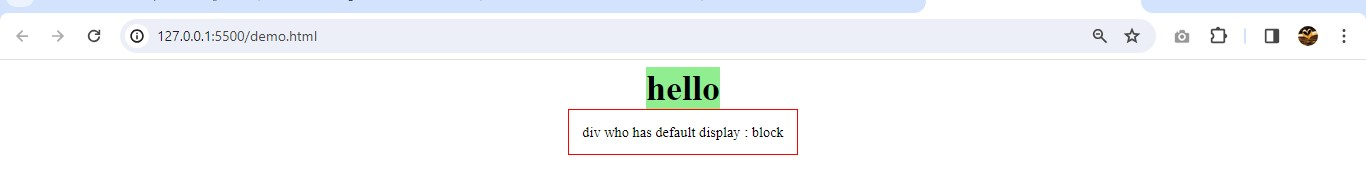 127.0.0.1:5500/demo.html
hello
div who has default display : block